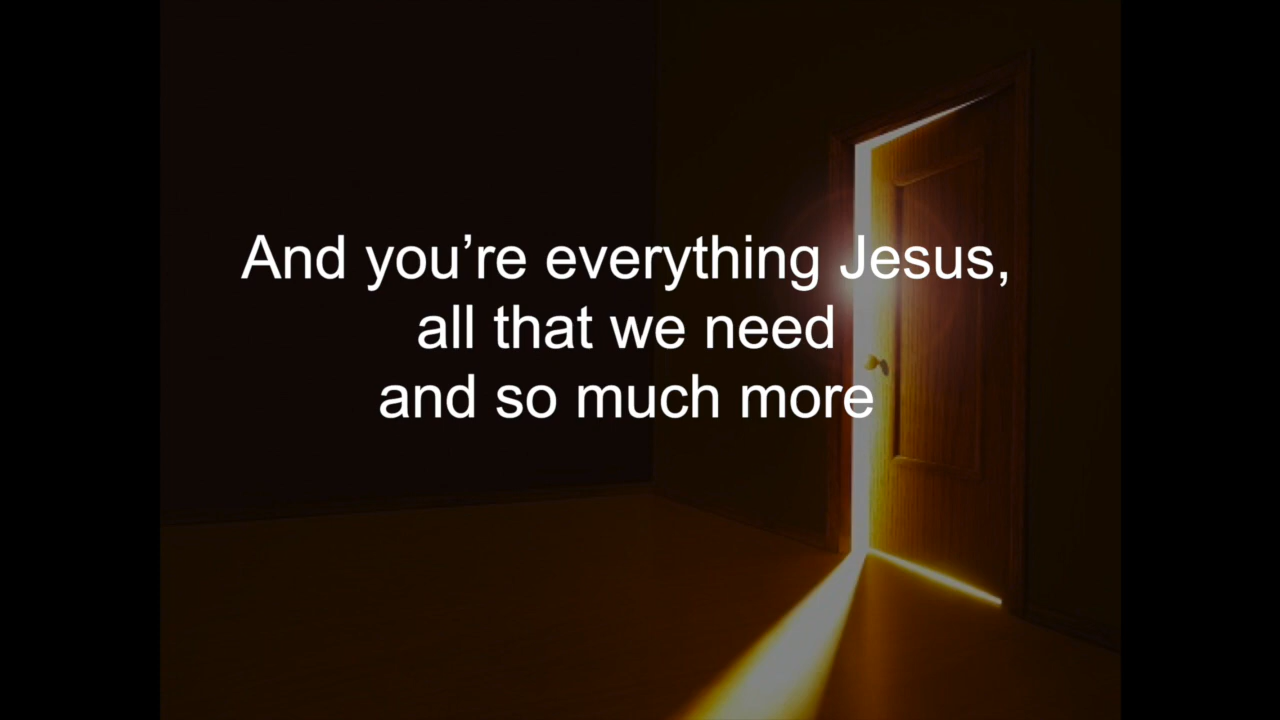 And you’re everything Jesus,
all that we need
and so much more